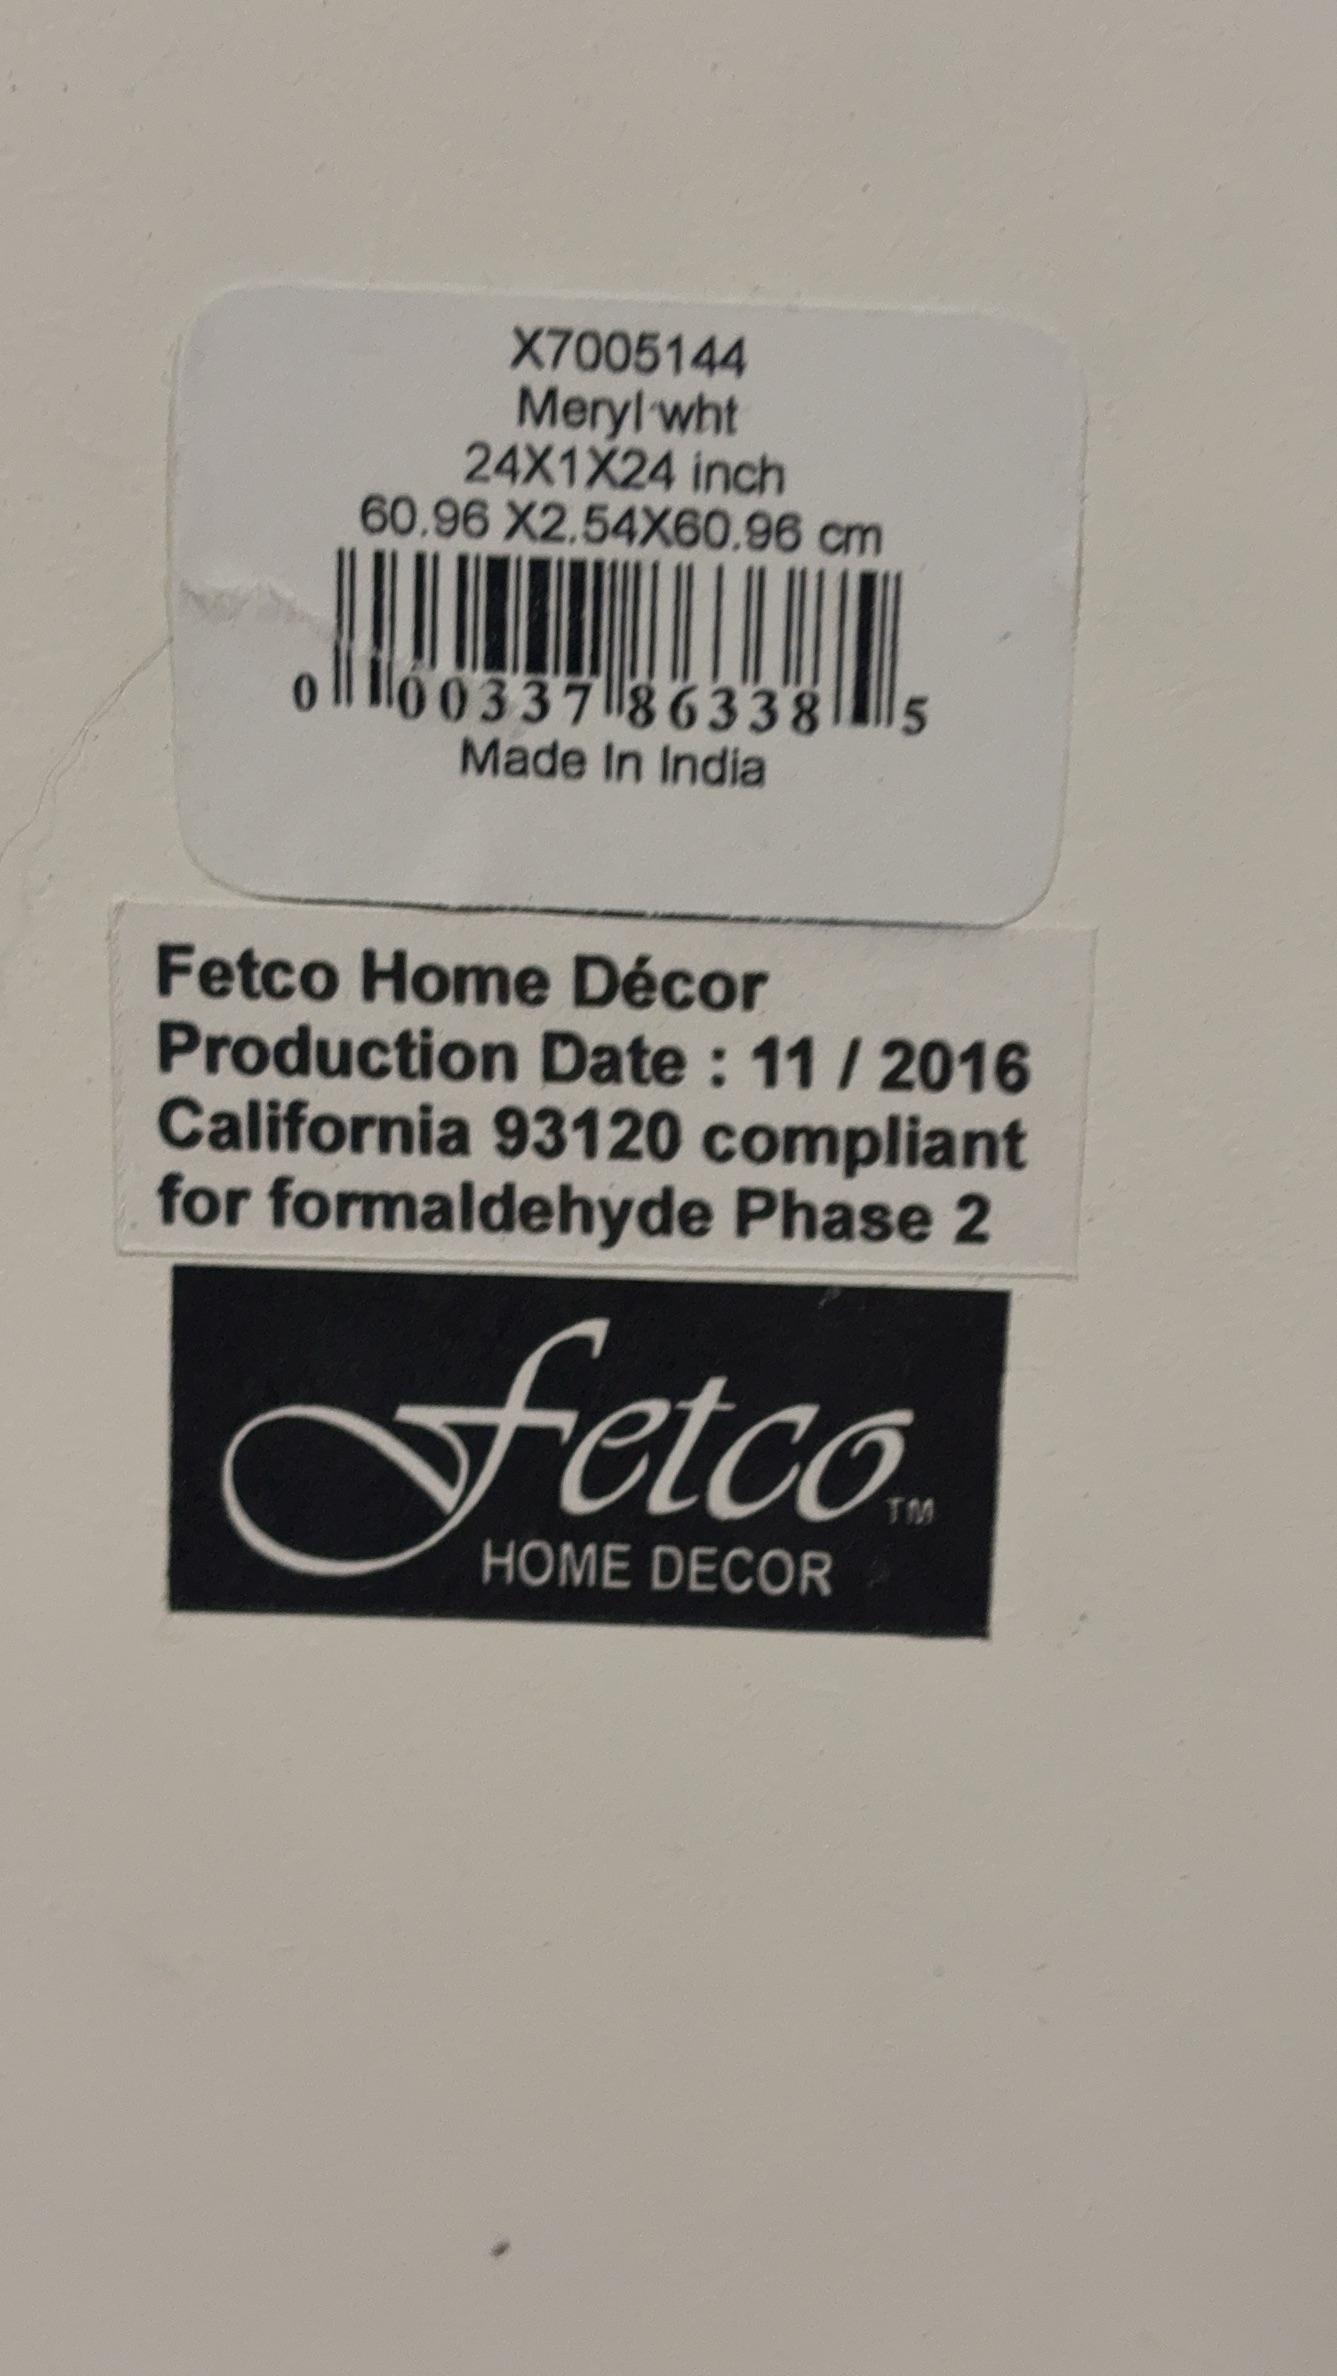 X7005144
Meryl wht
24X1X24 inch
60.96 X2.54X60.96 cm
0 00337 86338 5
Made In India
Fetco Home Décor
Production Date : 11 / 2016
California 93120 compliant
for formaldehyde Phase 2
fetco TM
HOME DECOR